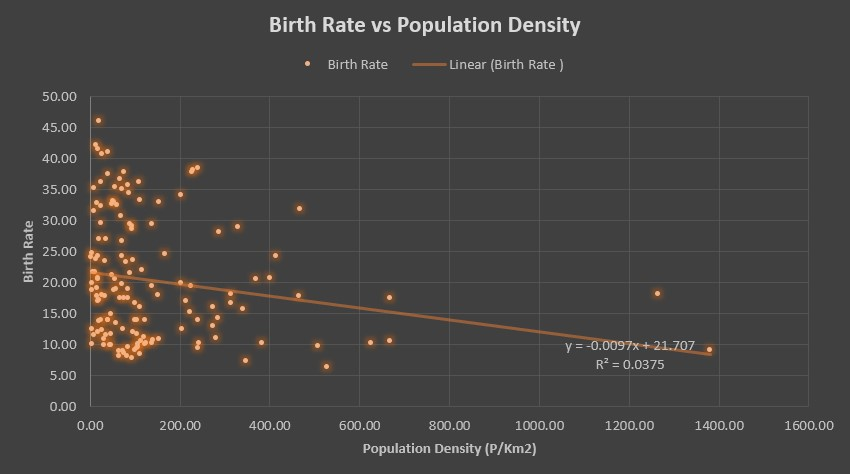 Birth Rate vs Population Density
Birth Rate
Linear (Birth Rate )
50.00
45.00
40.00
35.00
30.00
25.00
20.00
15.00
10.00
5.00
0.00
Birth Rate
y = -0.0097x + 21.707
R² = 0.0375
0.00 200.00 400.00 600.00 800.00 1000.00 1200.00 1400.00 1600.00
Population Density (P/Km2)